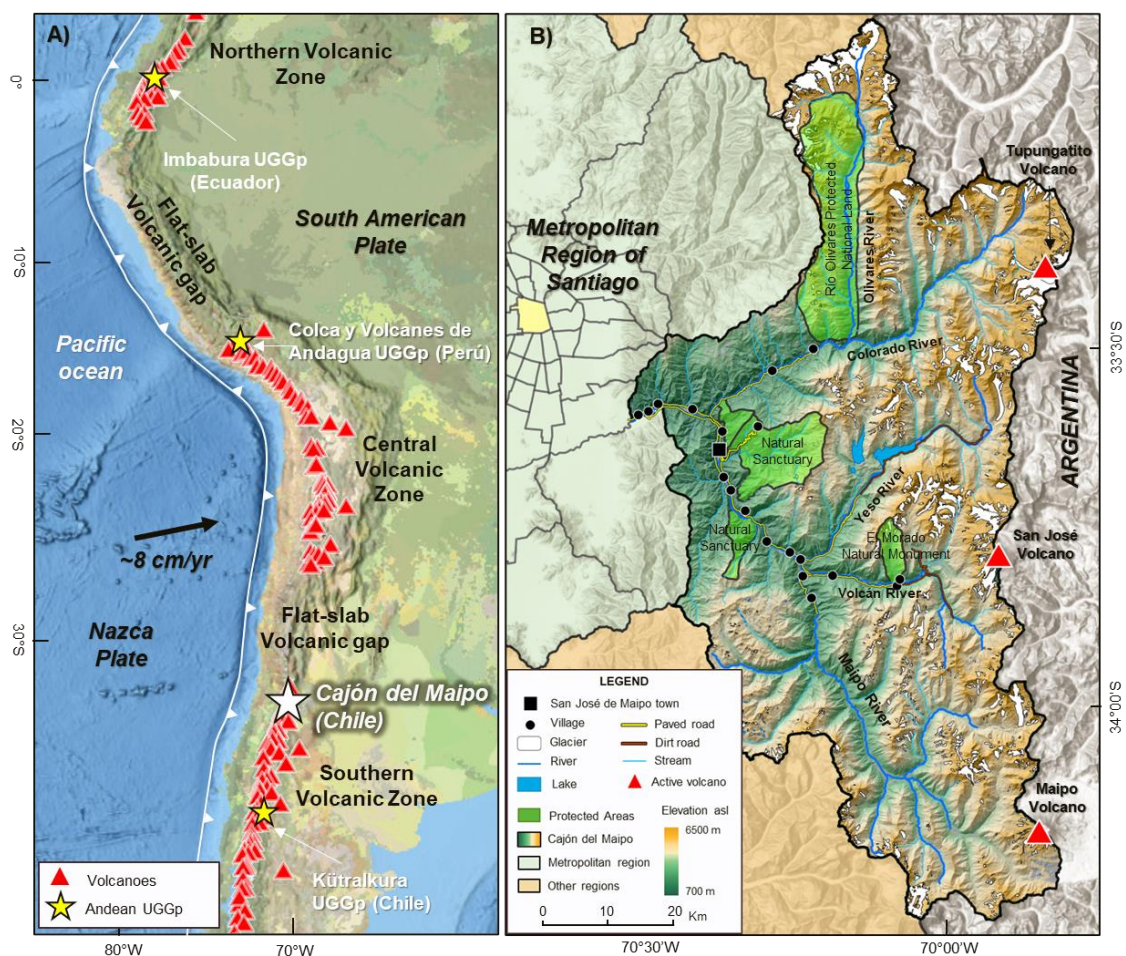 A)
Northern Volcanic
Zone
0°
Imbabura UGGp
(Ecuador)
Flat-slab
Volcanic gap
South American
Plate
10°S
Pacific
ocean
Colca y Volcanes de
Andagua UGGp (Perú)
20°S
Central
Volcanic
Zone
~8 cm/yr
Nazca
Plate
Flat-slab
Volcanic gap
30°S
Cajón del Maipo
(Chile)
Southern
Volcanic Zone
Kütralkura
UGGp (Chile)
Volcanoes
Andean UGGp
80°W
70°W
B)
Tupungatito
Volcano
Metropolitan
Region of
Santiago
Río Olivares Protected
National Land
Olivares River
Colorado River
33°30'S
ARGENTINA
Natural
Sanctuary
Yeso River
Natural
Sanctuary
El Morado
Natural Monument
San José
Volcano
Volcán River
Maipo River
34°00'S
Maipo
Volcano
LEGEND
San José de Maipo town
Village
Paved road
Glacier
Dirt road
River
Stream
Lake
Active volcano
Protected Areas
Elevation asl
Cajón del Maipo
6500 m
Metropolitan region
Other regions
700 m
0 10 20
Km
70°30'W
70°00'W